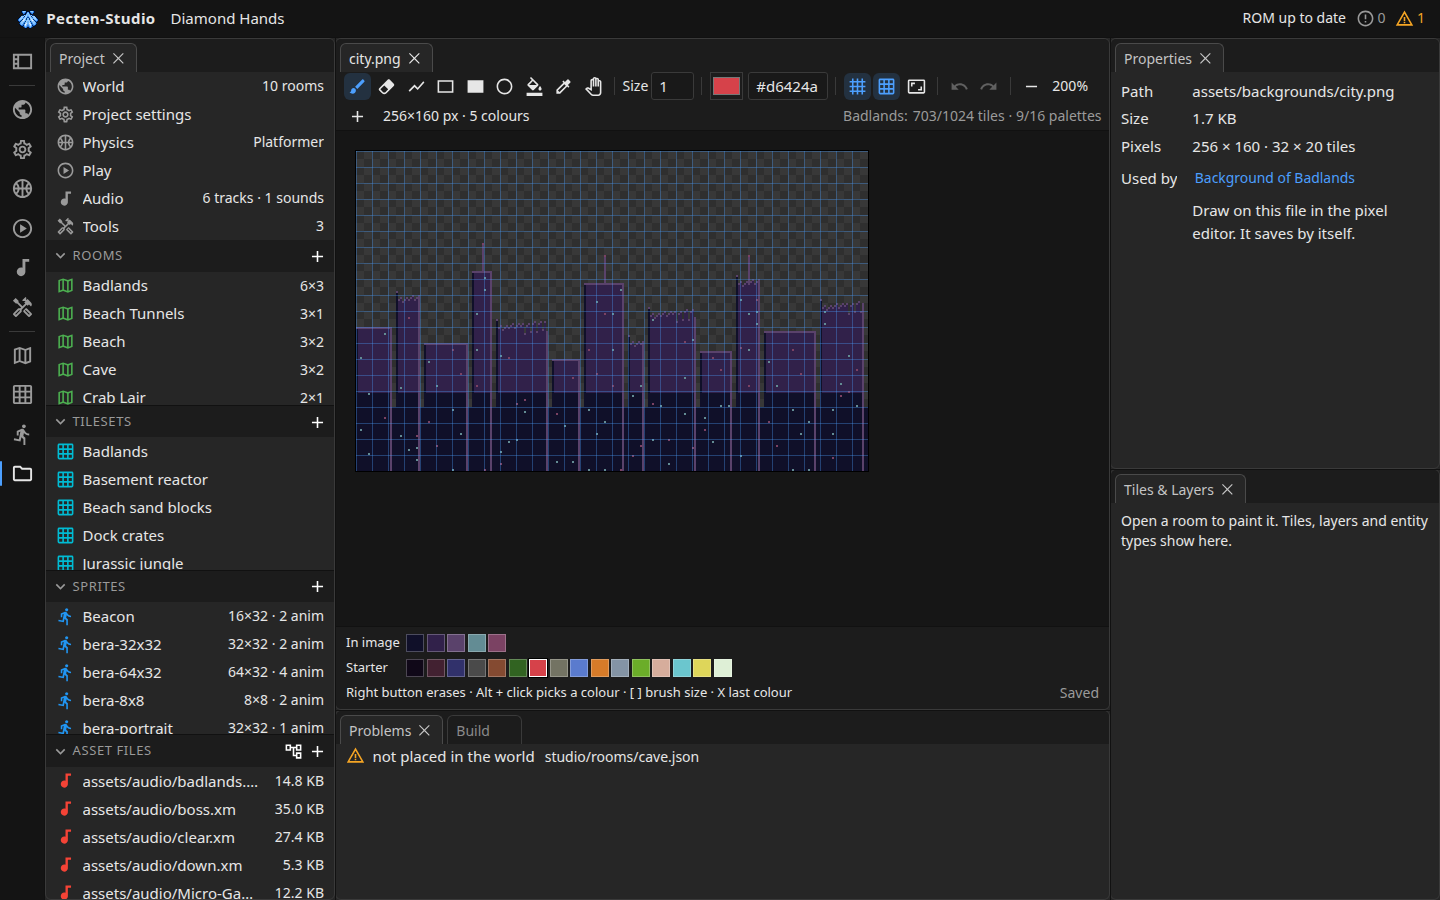 Pecten-Studio Diamond Hands
ROM up to date 0 1
Project
World 10 rooms
Project settings
Physics Platformer
Play
Audio 6 tracks · 1 sounds
Tools 3
ROOMS
Badlands 6×3
Beach Tunnels 3×1
Beach 3×2
Cave 3×2
Crab Lair 2×1
TILESETS
Badlands
Basement reactor
Beach sand blocks
Dock crates
Jurassic jungle
SPRITES
Beacon 16×32 · 2 anim
bera-32x32 32×32 · 2 anim
bera-64x32 64×32 · 4 anim
bera-8x8 8×8 · 2 anim
bera-portrait 32×32 · 1 anim
ASSET FILES
assets/audio/badlands.... 14.8 KB
assets/audio/boss.xm 35.0 KB
assets/audio/clear.xm 27.4 KB
assets/audio/down.xm 5.3 KB
assets/audio/Micro-Ga... 12.2 KB
city.png
Size 1 #d6424a 200%
256×160 px · 5 colours Badlands: 703/1024 tiles · 9/16 palettes
In image
Starter
Right button erases · Alt + click picks a colour · [ ] brush size · X last colour Saved
Problems Build
not placed in the world studio/rooms/cave.json
Properties
Path assets/backgrounds/city.png
Size 1.7 KB
Pixels 256 × 160 · 32 × 20 tiles
Used by Background of Badlands
Draw on this file in the pixel
editor. It saves by itself.
Tiles & Layers
Open a room to paint it. Tiles, layers and entity
types show here.